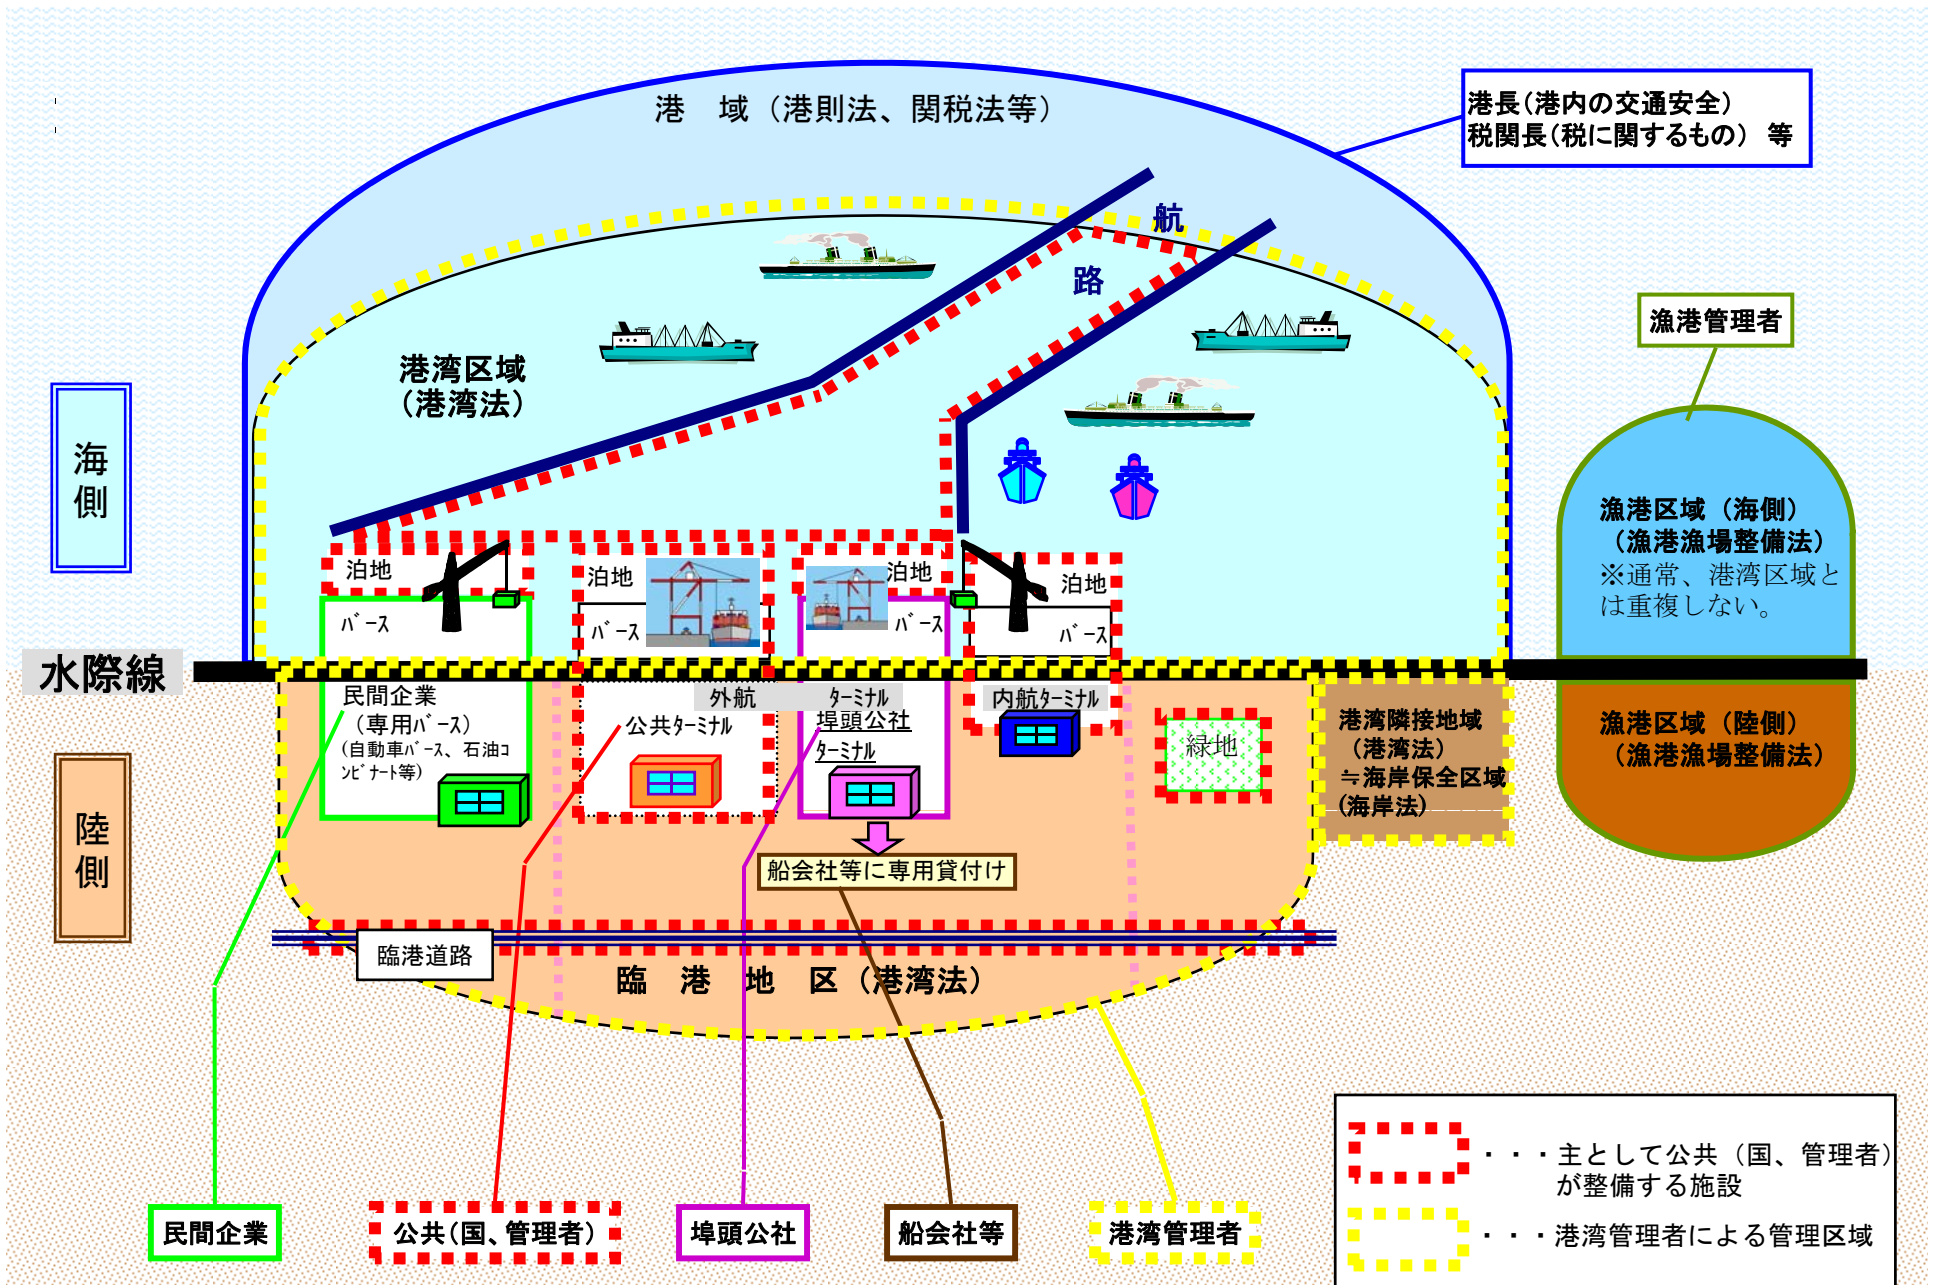 港　域（港則法、関税法等）
港長（港内の交通安全）
税関長（税に関するもの） 等
航
路
漁港管理者
港湾区域
（港湾法）
海
側
漁港区域（海側）
（漁港漁場整備法）
※通常、港湾区域と
は重複しない。
泊地
泊地
泊地
泊地
バース
バース
バース
バース
水際線
民間企業
（専用バース）
(自動車バース、石油コ
ンビナート等)
外航　　ターミナル
公共ターミナル
埠頭公社
ターミナル
内航ターミナル
緑地
港湾隣接地域
（港湾法）
≒海岸保全区域
(海岸法)
漁港区域（陸側）
（漁港漁場整備法）
陸
側
船会社等に専用貸付け
臨港道路
臨　港　地　区（港湾法）
・・・主として公共（国、管理者）
が整備する施設
・・・港湾管理者による管理区域
民間企業
公共（国、管理者）
埠頭公社
船会社等
港湾管理者